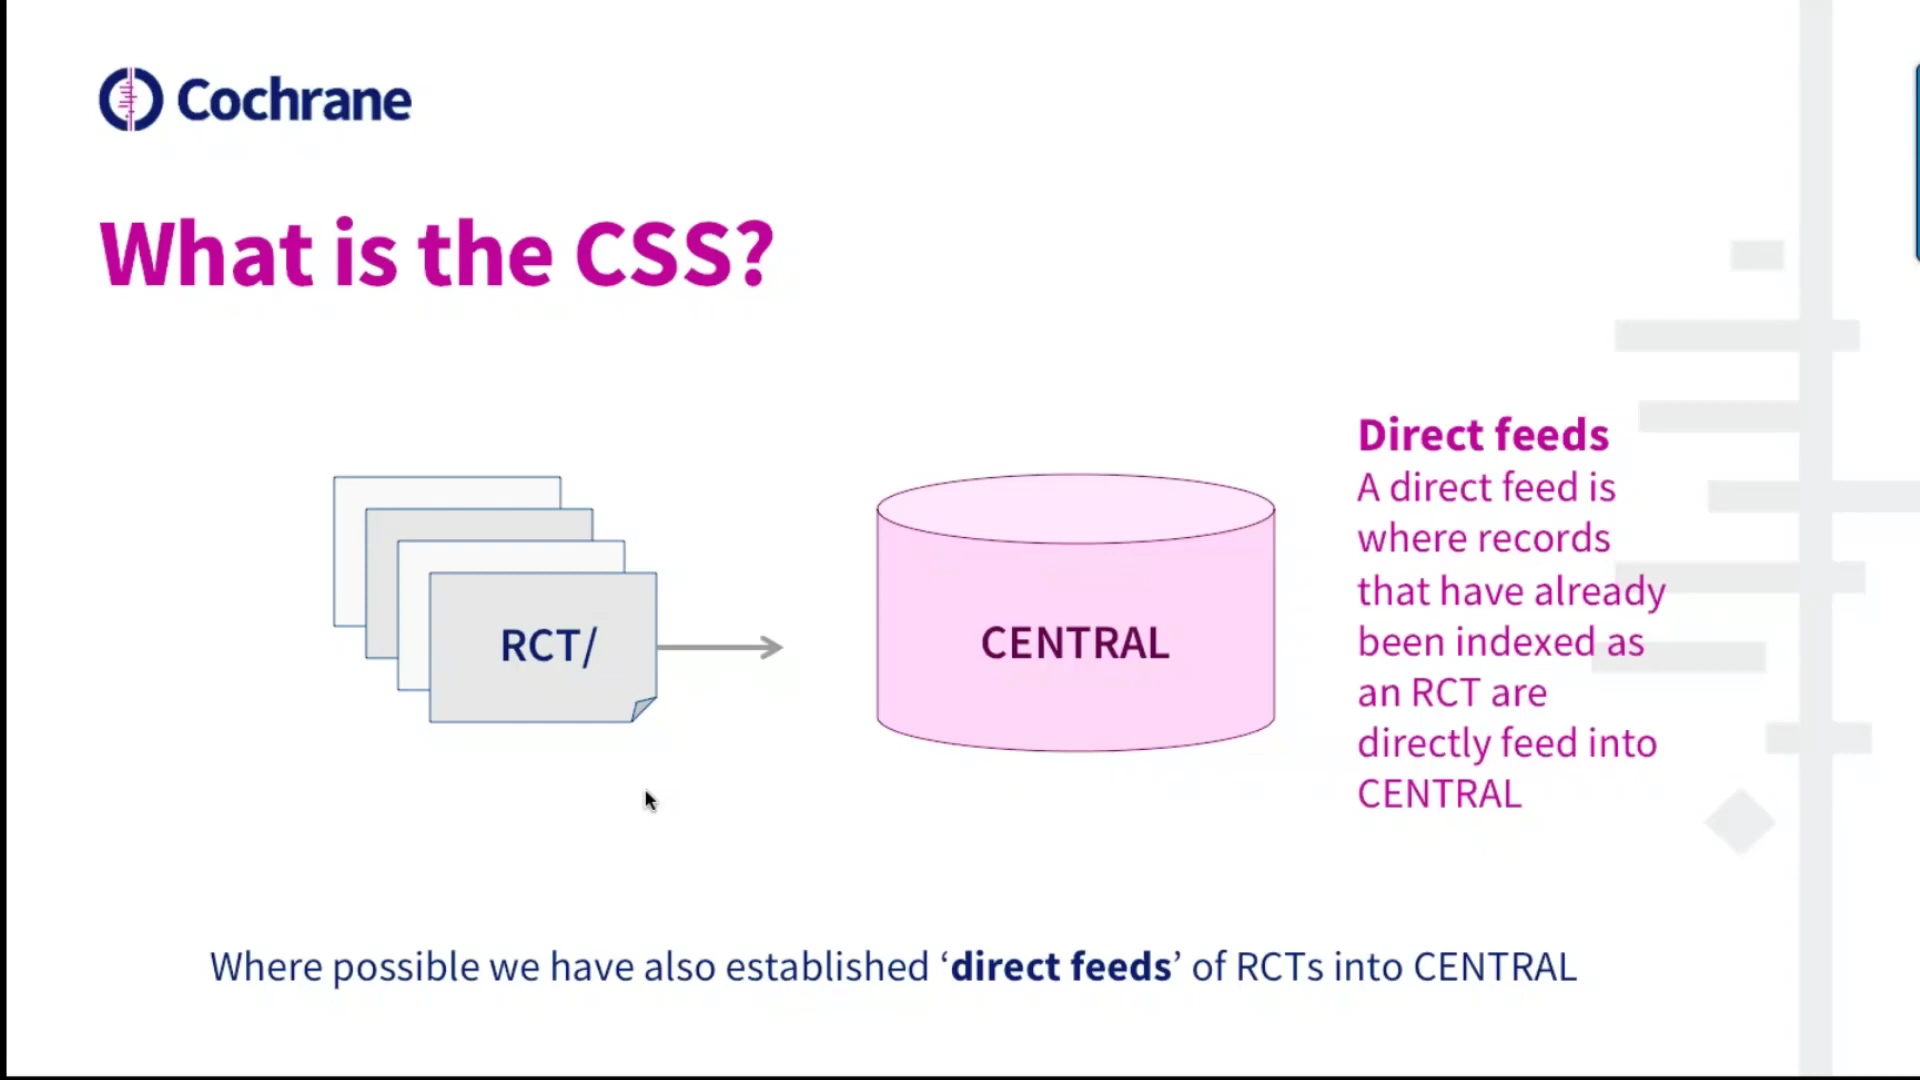 Cochrane
What is the CSS?
RCT/
CENTRAL
Direct feeds
A direct feed is
where records
that have already
been indexed as
an RCT are
directly feed into
CENTRAL
Where possible we have also established ‘direct feeds’ of RCTs into CENTRAL